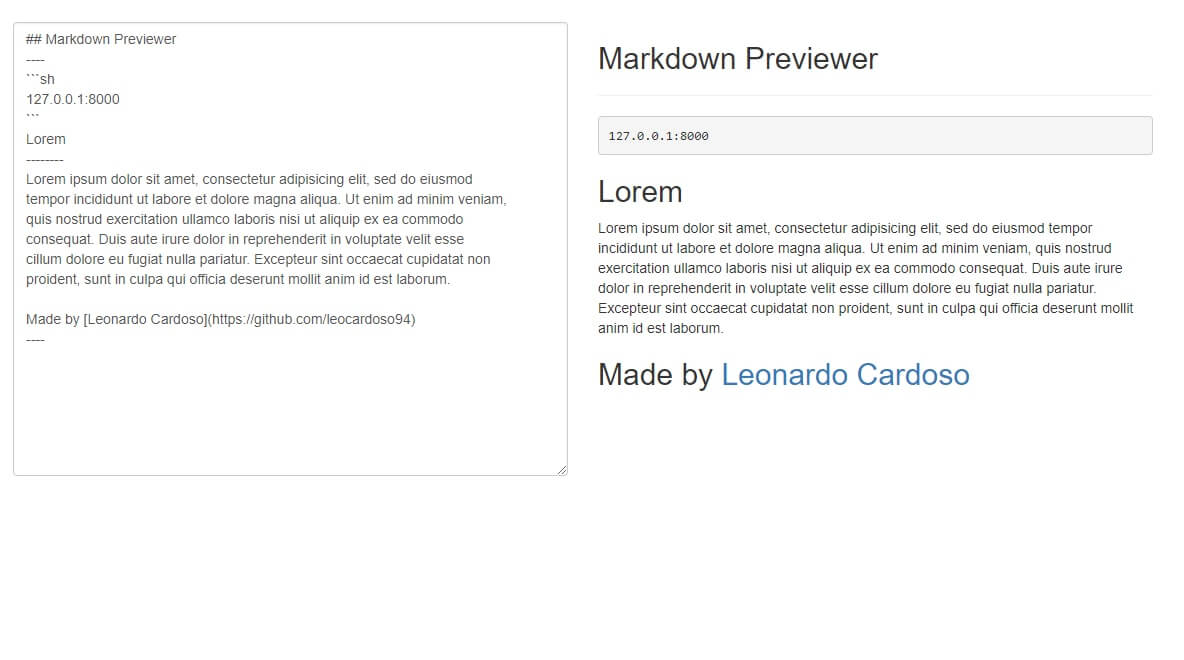 ## Markdown Previewer
----
```sh
127.0.0.1:8000
```
Lorem
--------
Lorem ipsum dolor sit amet, consectetur adipisicing elit, sed do eiusmod
tempor incididunt ut labore et dolore magna aliqua. Ut enim ad minim veniam,
quis nostrud exercitation ullamco laboris nisi ut aliquip ex ea commodo
consequat. Duis aute irure dolor in reprehenderit in voluptate velit esse
cillum dolore eu fugiat nulla pariatur. Excepteur sint occaecat cupidatat non
proident, sunt in culpa qui officia deserunt mollit anim id est laborum.

Made by [Leonardo Cardoso](https://github.com/leocardoso94)
----
Markdown Previewer
127.0.0.1:8000
Lorem
Lorem ipsum dolor sit amet, consectetur adipisicing elit, sed do eiusmod tempor
incididunt ut labore et dolore magna aliqua. Ut enim ad minim veniam, quis nostrud
exercitation ullamco laboris nisi ut aliquip ex ea commodo consequat. Duis aute irure
dolor in reprehenderit in voluptate velit esse cillum dolore eu fugiat nulla pariatur.
Excepteur sint occaecat cupidatat non proident, sunt in culpa qui officia deserunt mollit
anim id est laborum.
Made by Leonardo Cardoso